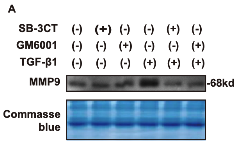 A
SB-3CT (-) (+) (-) (-) (+) (-)
GM6001 (-) (-) (+) (-) (-) (+)
TGF-β1 (-) (-) (-) (+) (+) (+)
MMP9 -68kd
Commasse
blue